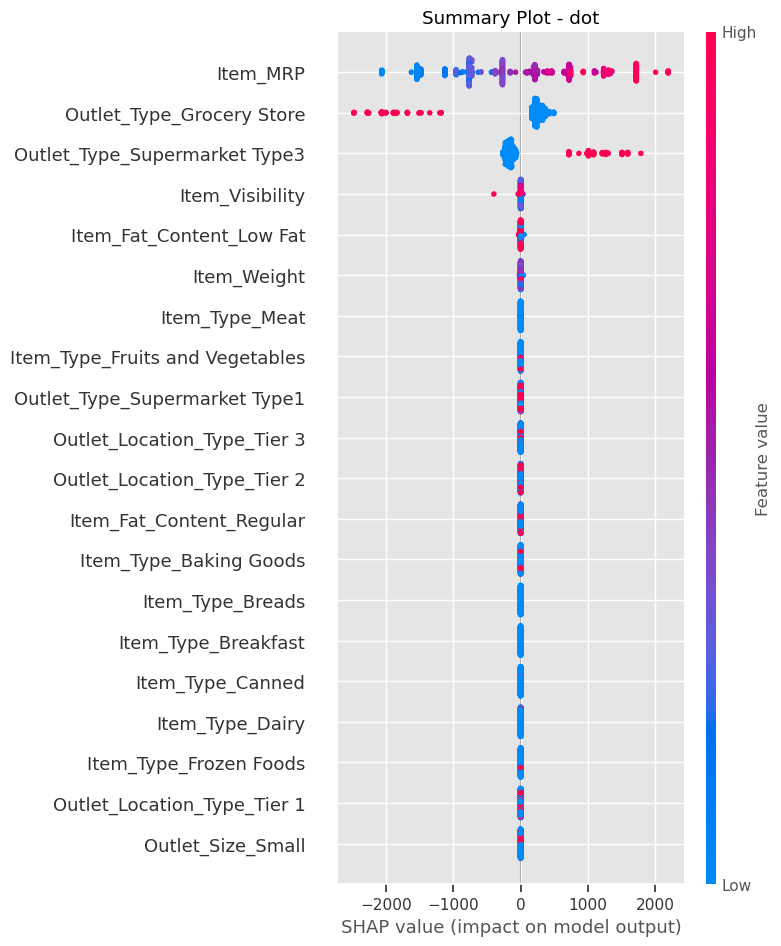 Summary Plot - dot
High
Item_MRP
Outlet_Type_Grocery Store
Outlet_Type_Supermarket Type3
Item_Visibility
Item_Fat_Content_Low Fat
Item_Weight
Item_Type_Meat
Item_Type_Fruits and Vegetables
Outlet_Type_Supermarket Type1
Outlet_Location_Type_Tier 3
Outlet_Location_Type_Tier 2
Item_Fat_Content_Regular
Item_Type_Baking Goods
Item_Type_Breads
Item_Type_Breakfast
Item_Type_Canned
Item_Type_Dairy
Item_Type_Frozen Foods
Outlet_Location_Type_Tier 1
Outlet_Size_Small
Feature value
Low
−2000 −1000 0 1000 2000
SHAP value (impact on model output)